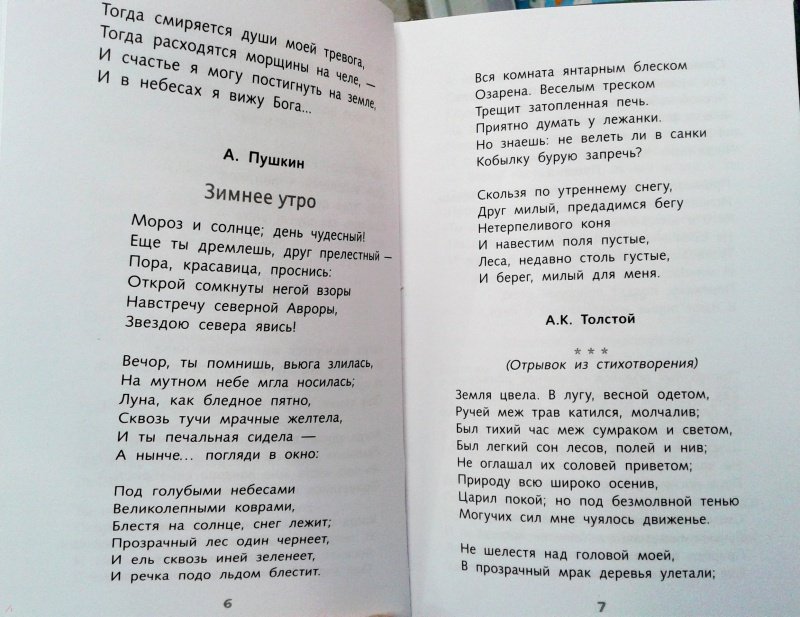 Тогда смиряется души моей тревога,
Тогда расходятся морщины на челе, –
И счастье я могу постигнуть на земле,
И в небесах я вижу Бога...
А. Пушкин
Зимнее утро
Мороз и солнце; день чудесный!
Еще ты дремлешь, друг прелестный –
Пора, красавица, проснись:
Открой сомкнуты негой взоры
Навстречу северной Авроры,
Звездою севера явись!
Вечор, ты помнишь, вьюга злилась,
На мутном небе мгла носилась;
Луна, как бледное пятно,
Сквозь тучи мрачные желтела,
И ты печальная сидела —
А нынче... погляди в окно:
Под голубыми небесами
Великолепными коврами,
Блестя на солнце, снег лежит;
Прозрачный лес один чернеет,
И ель сквозь иней зеленеет,
И речка подо льдом блестит.
6
Вся комната янтарным блеском
Озарена. Веселым треском
Трещит затопленная печь.
Приятно думать у лежанки.
Но знаешь: не велеть ли в санки
Кобылку бурую запречь?
Скользя по утреннему снегу,
Друг милый, предадимся бегу
Нетерпеливого коня
И навестим поля пустые,
Леса, недавно столь густые,
И берег, милый для меня.
А.К. Толстой
* * *
(Отрывок из стихотворения)
Земля цвела. В лугу, весной одетом,
Ручей меж трав катился, молчалив;
Был тихий час меж сумраком и светом,
Был легкий сон лесов, полей и нив;
Не оглашал их соловей приветом;
Природу всю широко осенив,
Царил покой; но под безмолвной тенью
Могучих сил мне чуялось движенье.
Не шелестя над головой моей,
В прозрачный мрак деревья улетали;
7